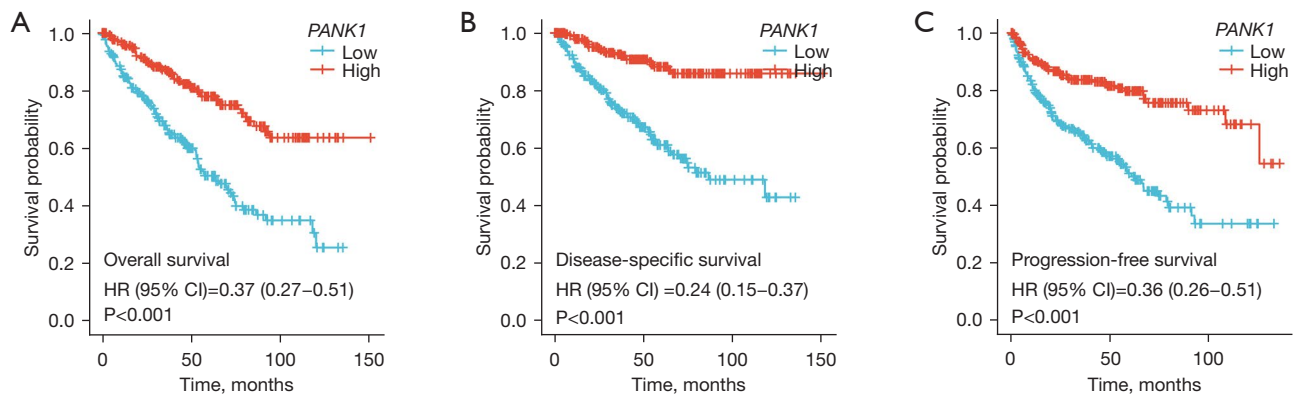 A
PANK1
Low
High
Survival probability
1.0
0.8
0.6
0.4
0.2
0.0
Overall survival
HR (95% CI)=0.37 (0.27–0.51)
P<0.001
0
50
100
150
Time, months
B
PANK1
Low
High
Survival probability
1.0
0.8
0.6
0.4
0.2
0.0
Disease-specific survival
HR (95% CI) =0.24 (0.15–0.37)
P<0.001
0
50
100
150
Time, months
C
PANK1
Low
High
Survival probability
1.0
0.8
0.6
0.4
0.2
0.0
Progression-free survival
HR (95% CI)=0.36 (0.26–0.51)
P<0.001
0
50
100
Time, months